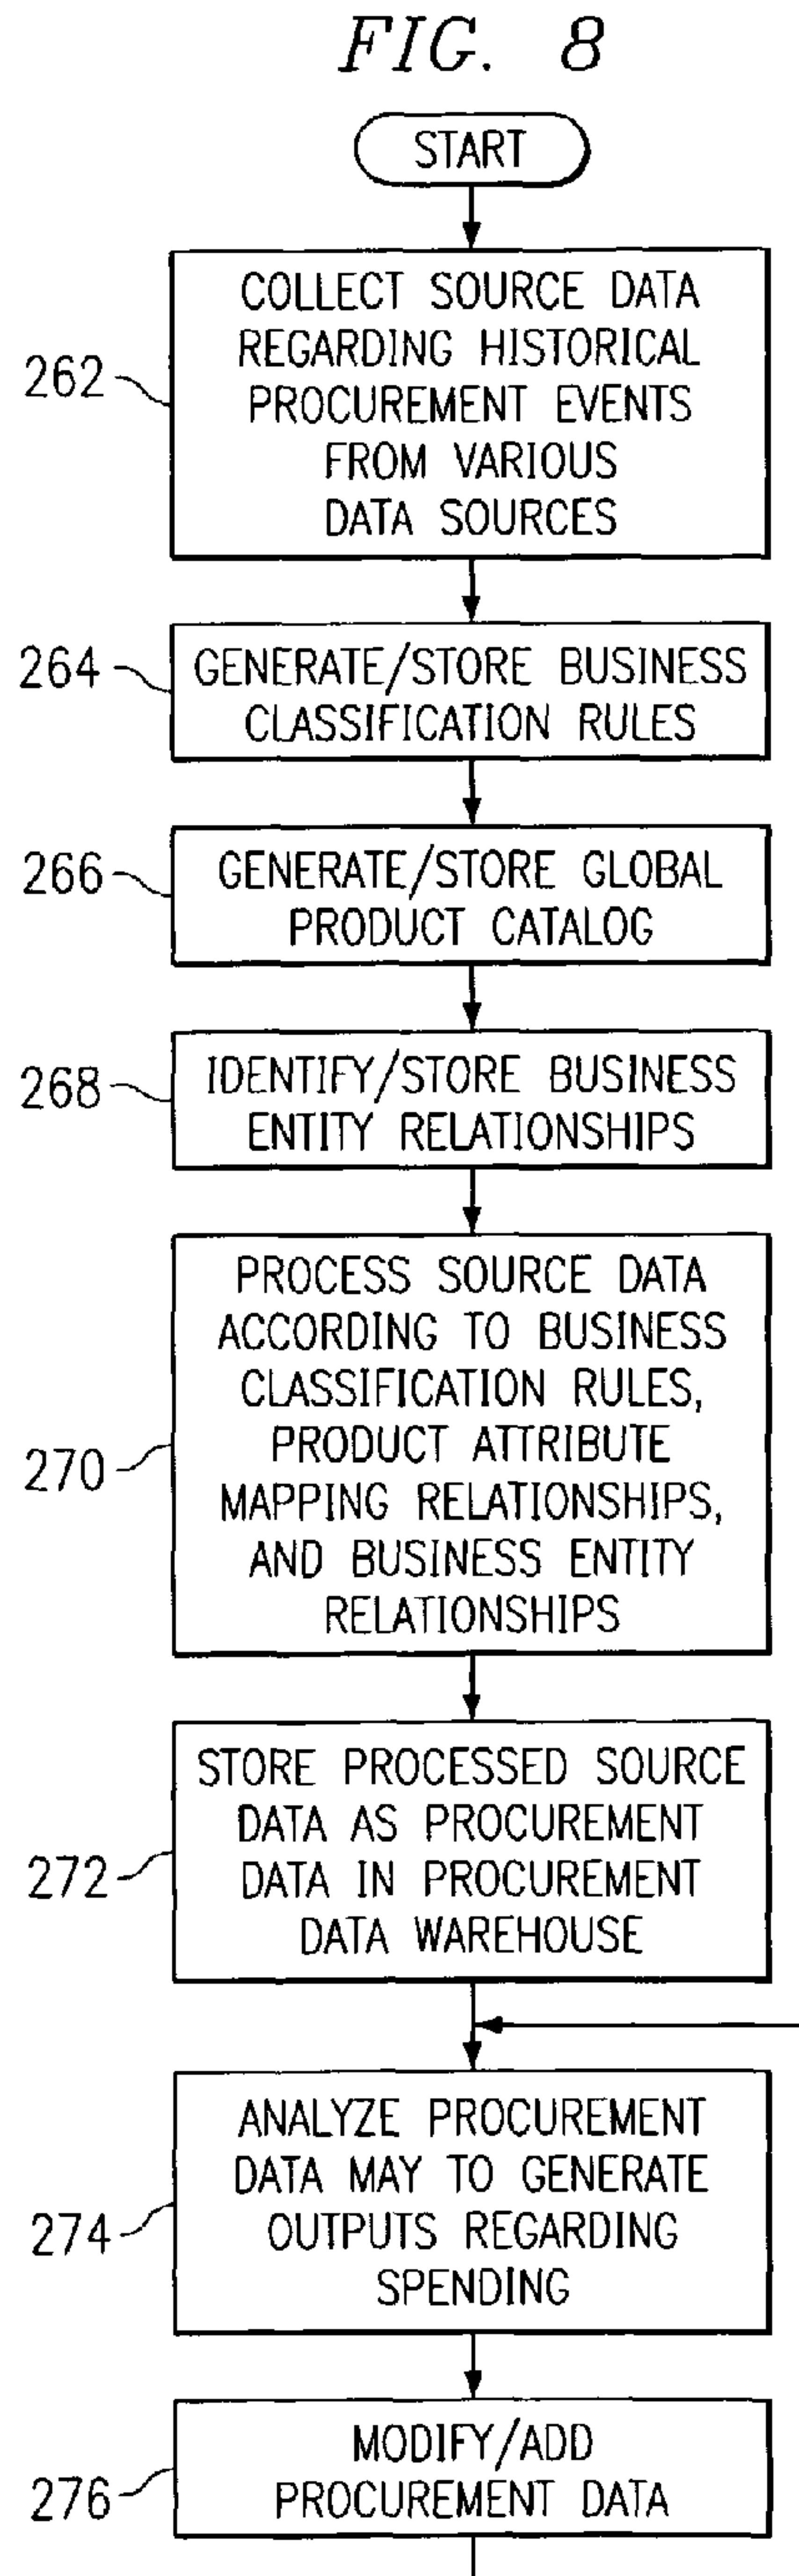 FIG. 8
START
262
COLLECT SOURCE DATA
REGARDING HISTORICAL
PROCUREMENT EVENTS
FROM VARIOUS
DATA SOURCES
264
GENERATE/STORE BUSINESS
CLASSIFICATION RULES
266
GENERATE/STORE GLOBAL
PRODUCT CATALOG
268
IDENTIFY/STORE BUSINESS
ENTITY RELATIONSHIPS
270
PROCESS SOURCE DATA
ACCORDING TO BUSINESS
CLASSIFICATION RULES,
PRODUCT ATTRIBUTE
MAPPING RELATIONSHIPS,
AND BUSINESS ENTITY
RELATIONSHIPS
272
STORE PROCESSED SOURCE
DATA AS PROCUREMENT
DATA IN PROCUREMENT
DATA WAREHOUSE
274
ANALYZE PROCUREMENT
DATA MAY TO GENERATE
OUTPUTS REGARDING
SPENDING
276
MODIFY/ADD
PROCUREMENT DATA